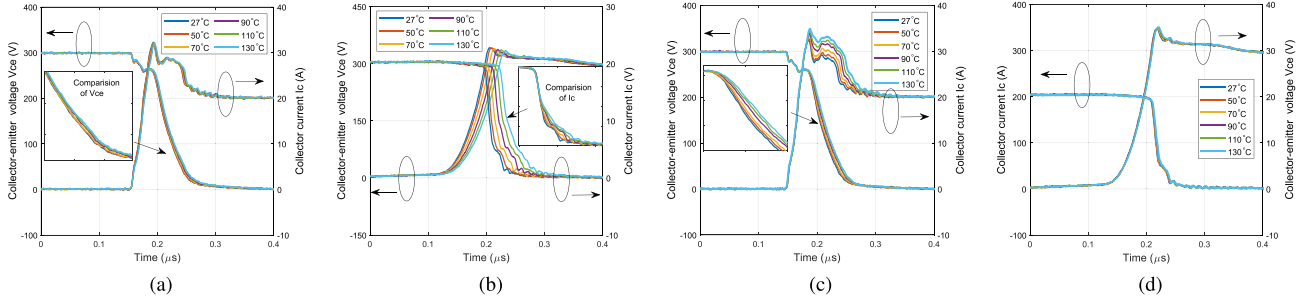 400
300
200
100
0
-100
Collector-emitter voltage Vce (V)
40
30
20
10
0
-10
Collector current Ic (A)
0
0.1
0.2
0.3
0.4
Time (μs)
27°C
50°C
70°C
90°C
110°C
130°C
Comparision
of Vce
(a)
450
300
150
0
-150
Collector-emitter voltage Vce (V)
30
20
10
0
-10
Collector current Ic (V)
0
0.1
0.2
0.3
0.4
Time (μs)
27°C
50°C
70°C
90°C
110°C
130°C
Comparision
of Ic
(b)
400
300
200
100
0
-100
Collector-emitter voltage Vce (V)
40
30
20
10
0
-10
Collector current Ic (A)
0
0.1
0.2
0.3
0.4
Time (μs)
27°C
50°C
70°C
90°C
110°C
130°C
(c)
400
300
200
100
0
-100
Collector current Ic (A)
40
30
20
10
0
-10
Collector-emitter voltage Vce (V)
0
0.1
0.2
0.3
0.4
Time (μs)
27°C
50°C
70°C
90°C
110°C
130°C
(d)